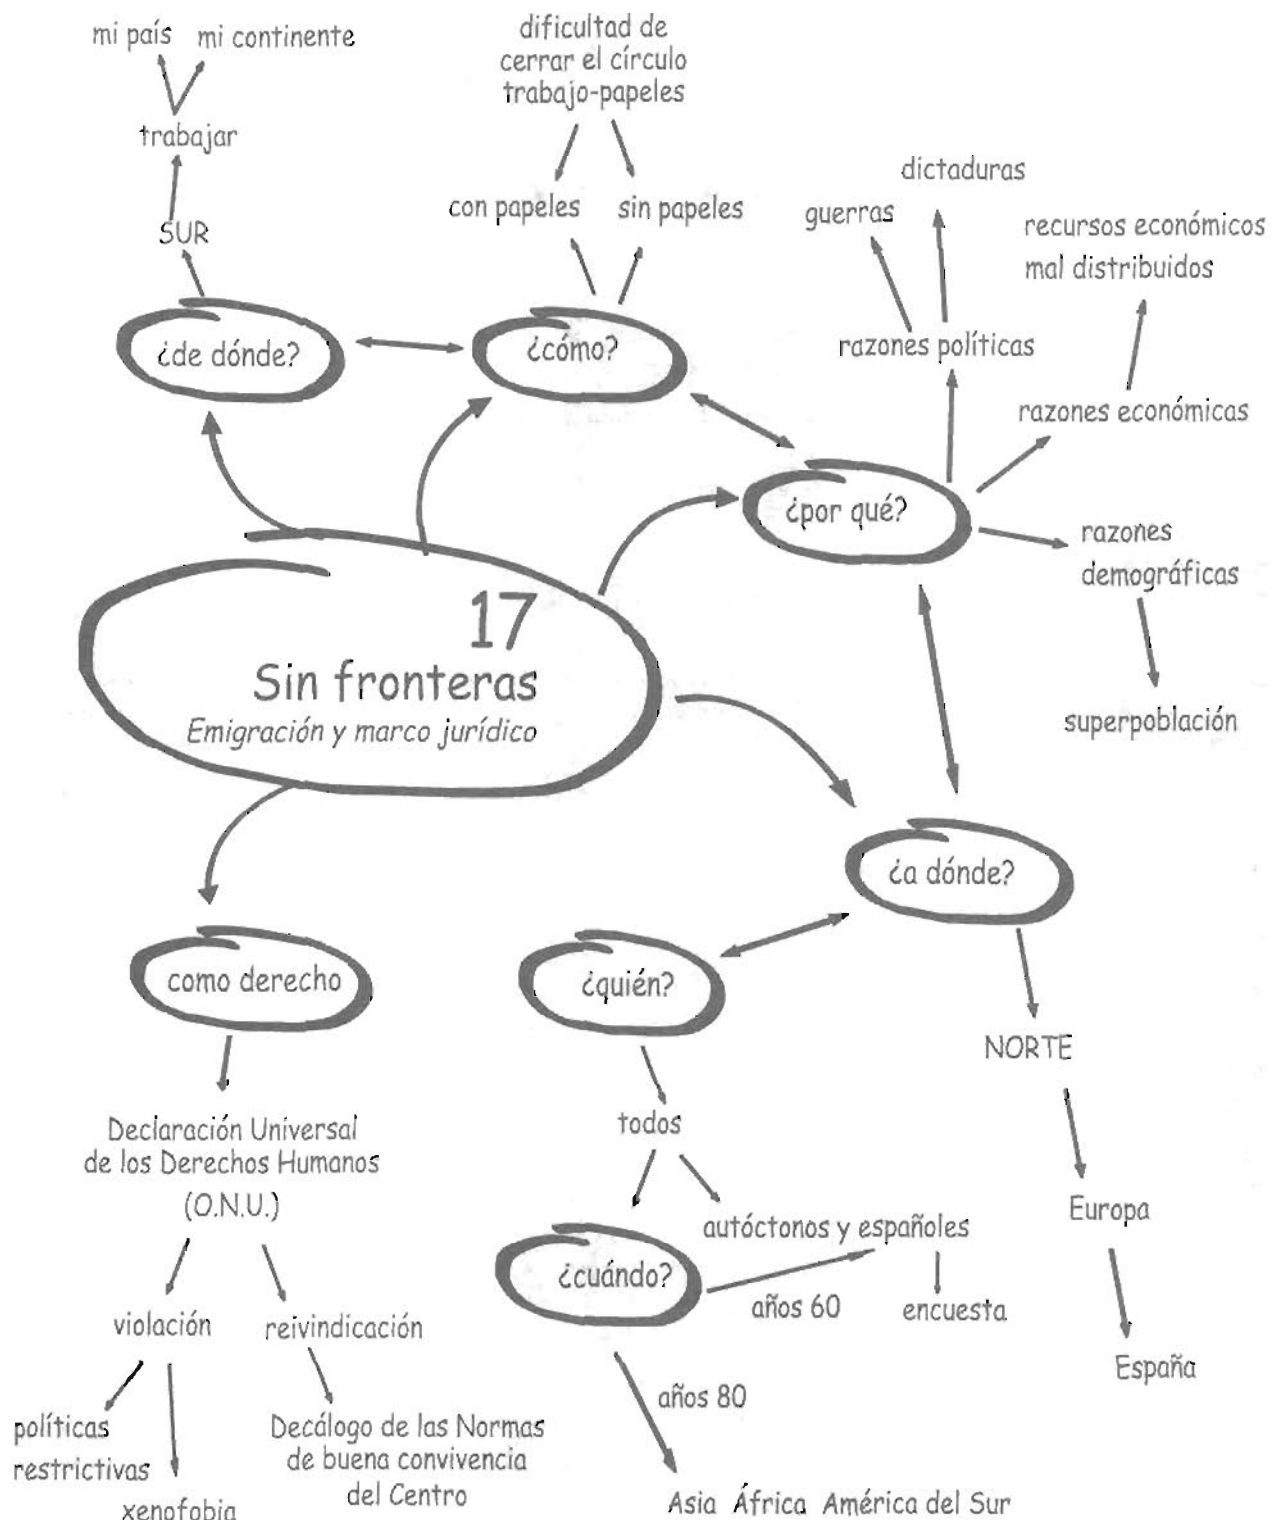 mi país mi continente
trabajar
SUR
¿de dónde?
dificultad de
cerrar el círculo
trabajo-papeles
con papeles sin papeles
¿cómo?
dictaduras
guerras
recursos económicos
mal distribuidos
razones políticas
razones económicas
¿por qué?
razones
demográficas
superpoblación
17
Sin fronteras
Emigración y marco jurídico
¿a dónde?
NORTE
Europa
España
¿quién?
todos
autóctonos y españoles
¿cuándo?
años 60
encuesta
años 80
Asia África América del Sur
como derecho
Declaración Universal
de los Derechos Humanos
(O.N.U.)
violación reivindicación
políticas
restrictivas
xenofobia
Decálogo de las Normas
de buena convivencia
del Centro